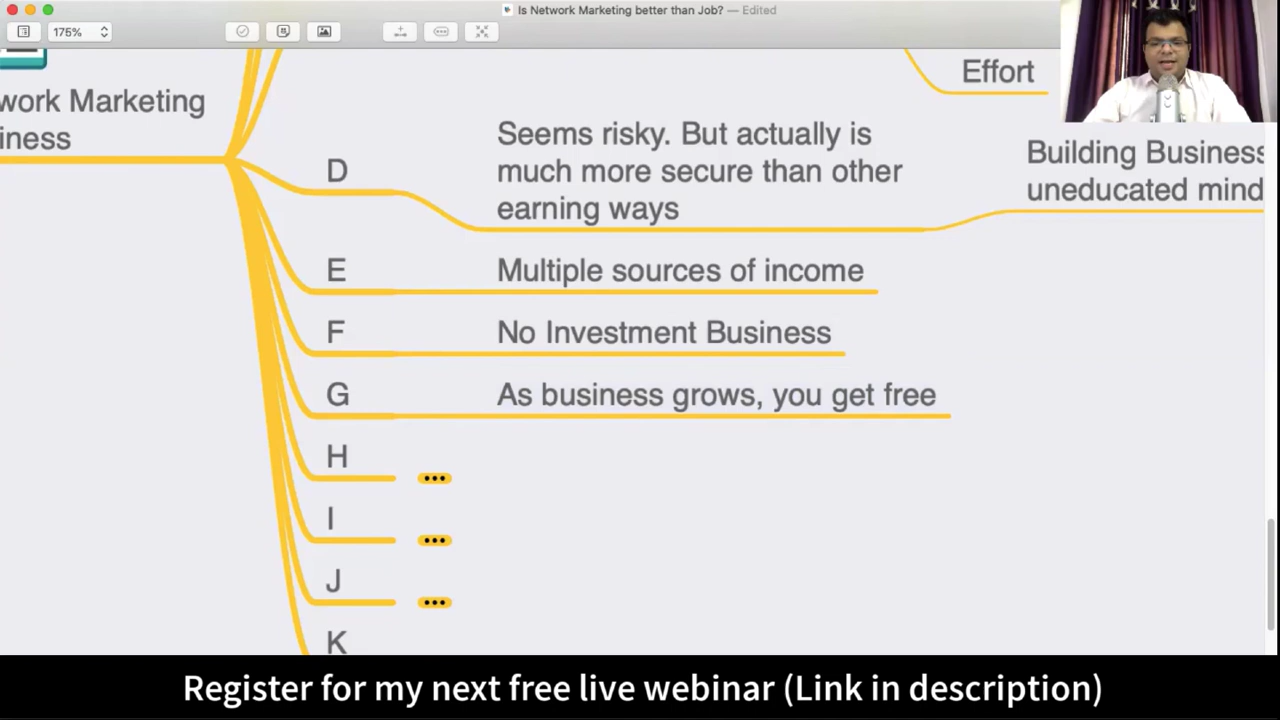 Is Network Marketing better than Job? — Edited
175%
work Marketing
iness
Effort
D
Seems risky. But actually is
much more secure than other
earning ways
Building Business
uneducated mind
E
Multiple sources of income
F
No Investment Business
G
As business grows, you get free
H
I
J
K
Register for my next free live webinar (Link in description)